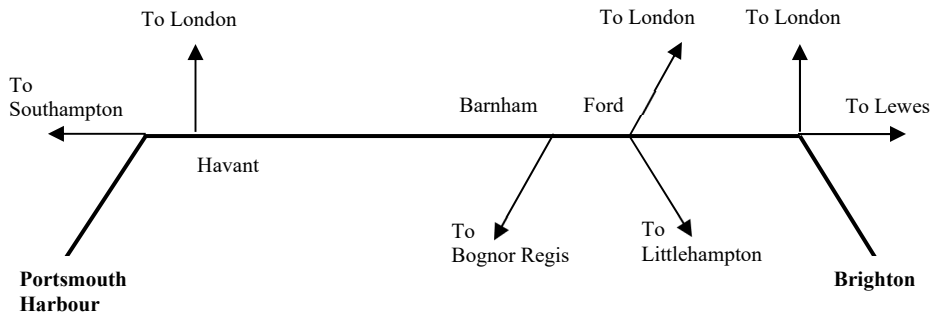 To London
To London
To London
To
Southampton
Barnham
Ford
To Lewes
Havant
To
Bognor Regis
To
Littlehampton
Portsmouth
Harbour
Brighton